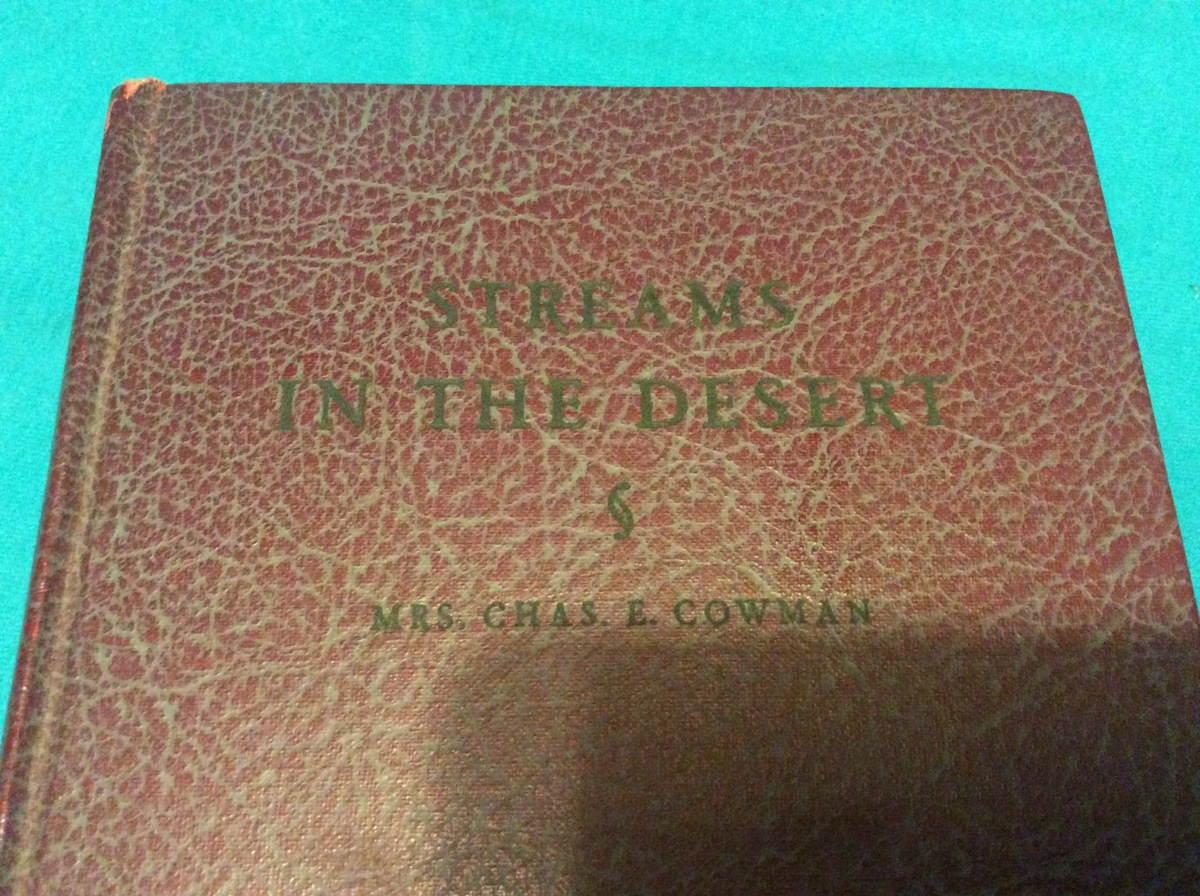 STREAMS
IN THE DESERT
MRS. CHAS. E. COWMAN